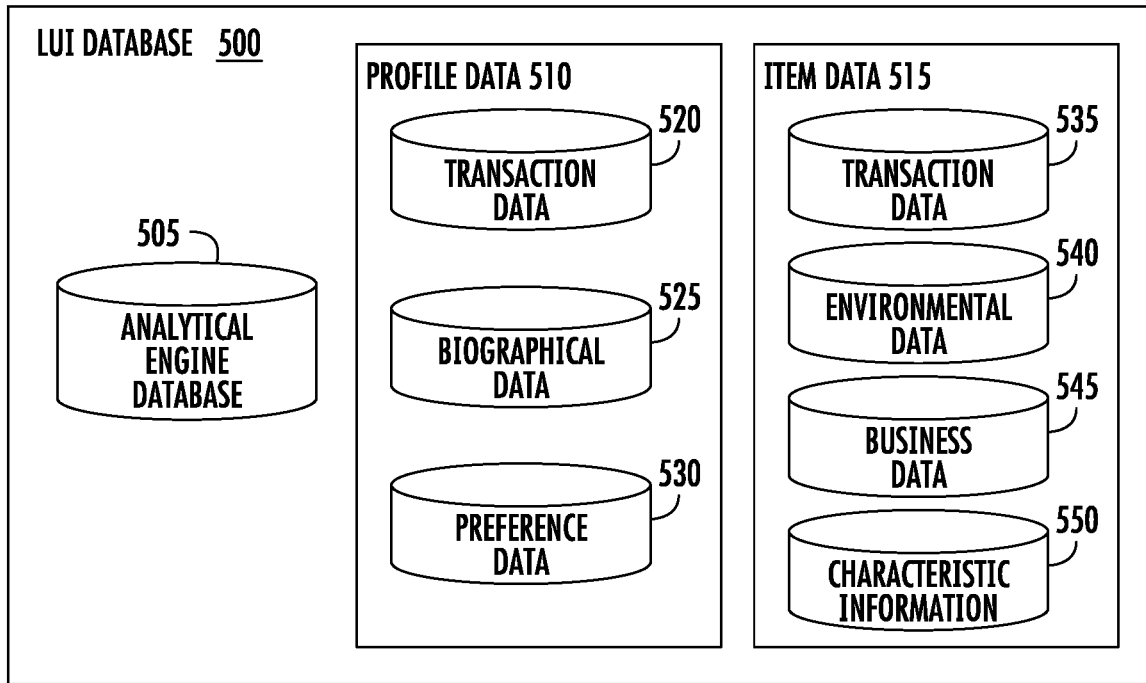 LUI DATABASE 500
505
ANALYTICAL
ENGINE
DATABASE
PROFILE DATA 510
520
TRANSACTION
DATA
525
BIOGRAPHICAL
DATA
530
PREFERENCE
DATA
ITEM DATA 515
535
TRANSACTION
DATA
540
ENVIRONMENTAL
DATA
545
BUSINESS
DATA
550
CHARACTERISTIC
INFORMATION